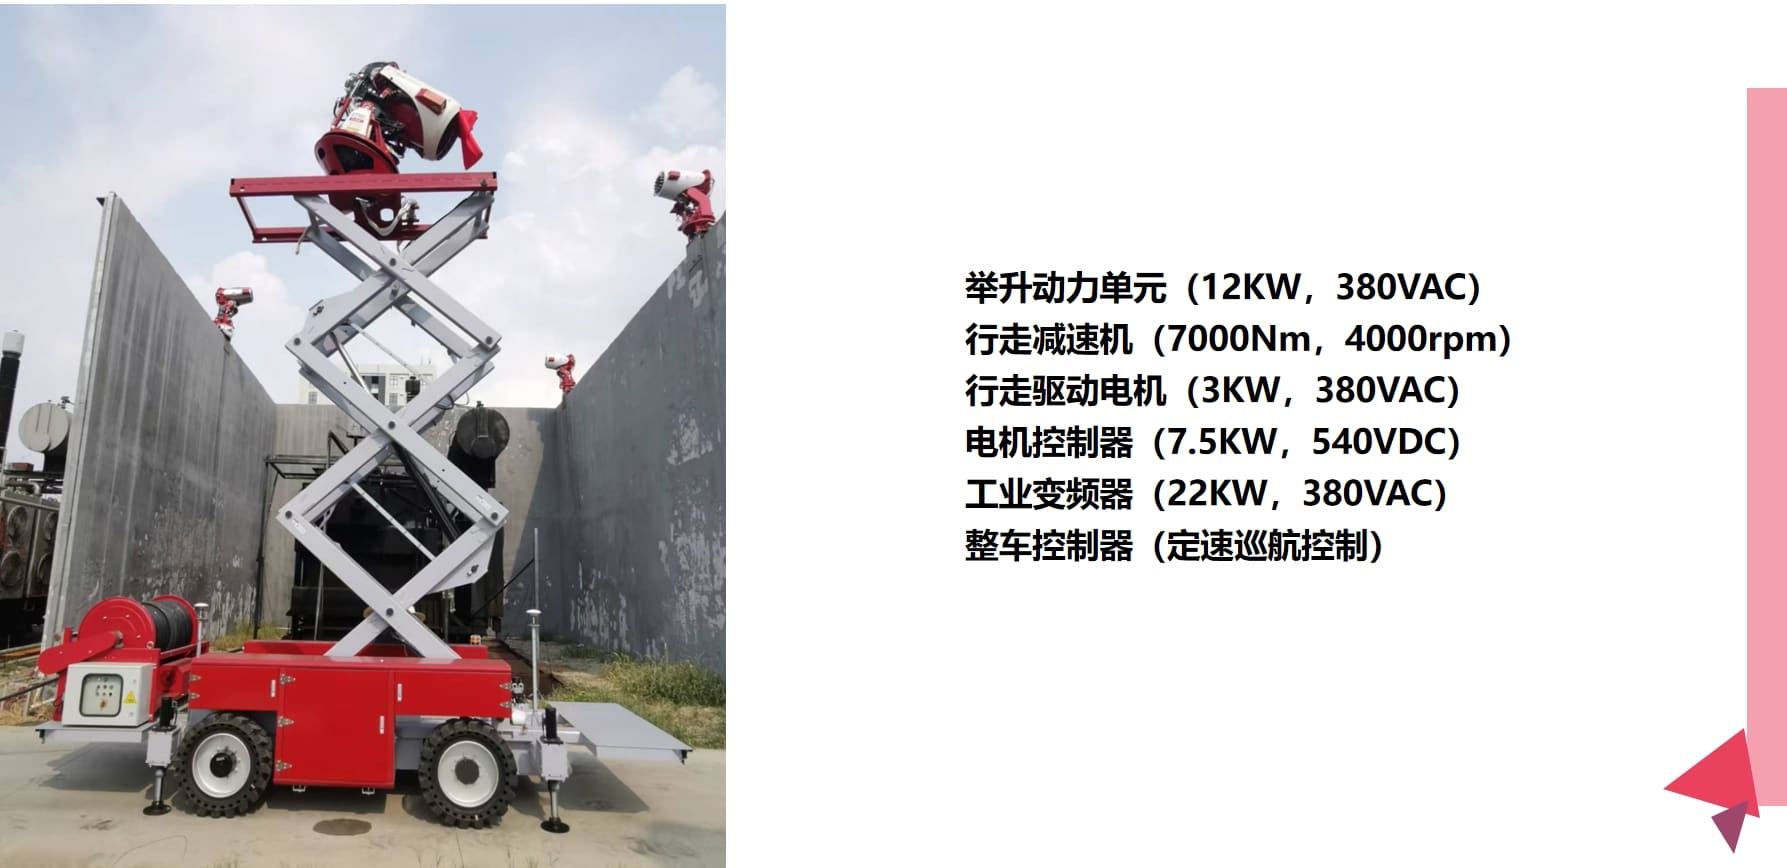 举升动力单元（12KW，380VAC）
行走减速机（7000Nm，4000rpm）
行走驱动电机（3KW，380VAC）
电机控制器（7.5KW，540VDC）
工业变频器（22KW，380VAC）
整车控制器（定速巡航控制）